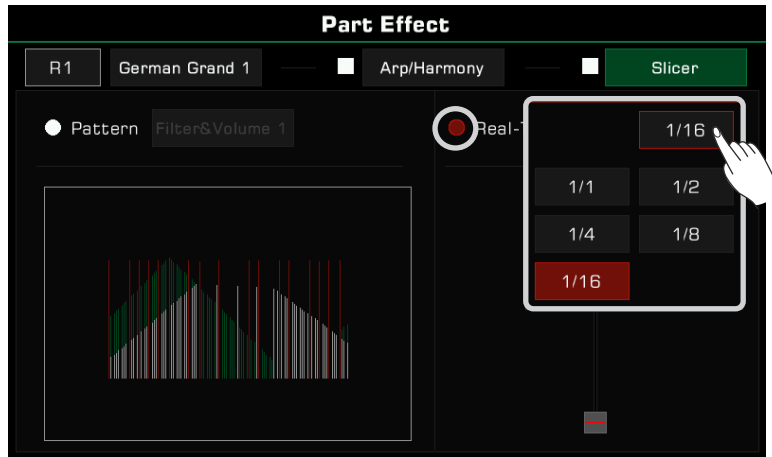 Part Effect
R1 German Grand 1 Arp/Harmony Slicer
Pattern Filter&Volume 1 Real- 1/16
1/1 1/2
1/4 1/8
1/16